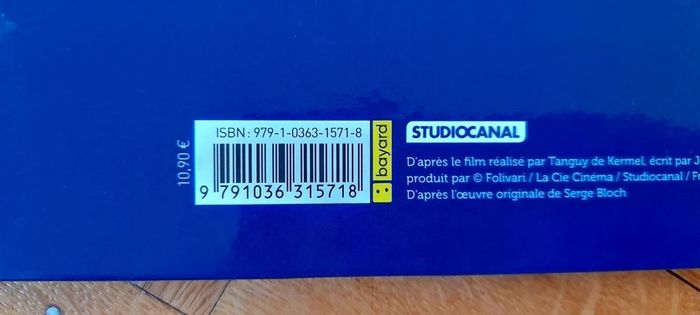 ISBN : 979-1-0363-1571-8
10,90 €
9 791036 315718
bayard
STUDIOCANAL
D'après le film réalisé par Tanguy de Kermel, écrit par J
produit par © Folivari / La Cie Cinéma / Studiocanal / Fr
D'après l'œuvre originale de Serge Bloch